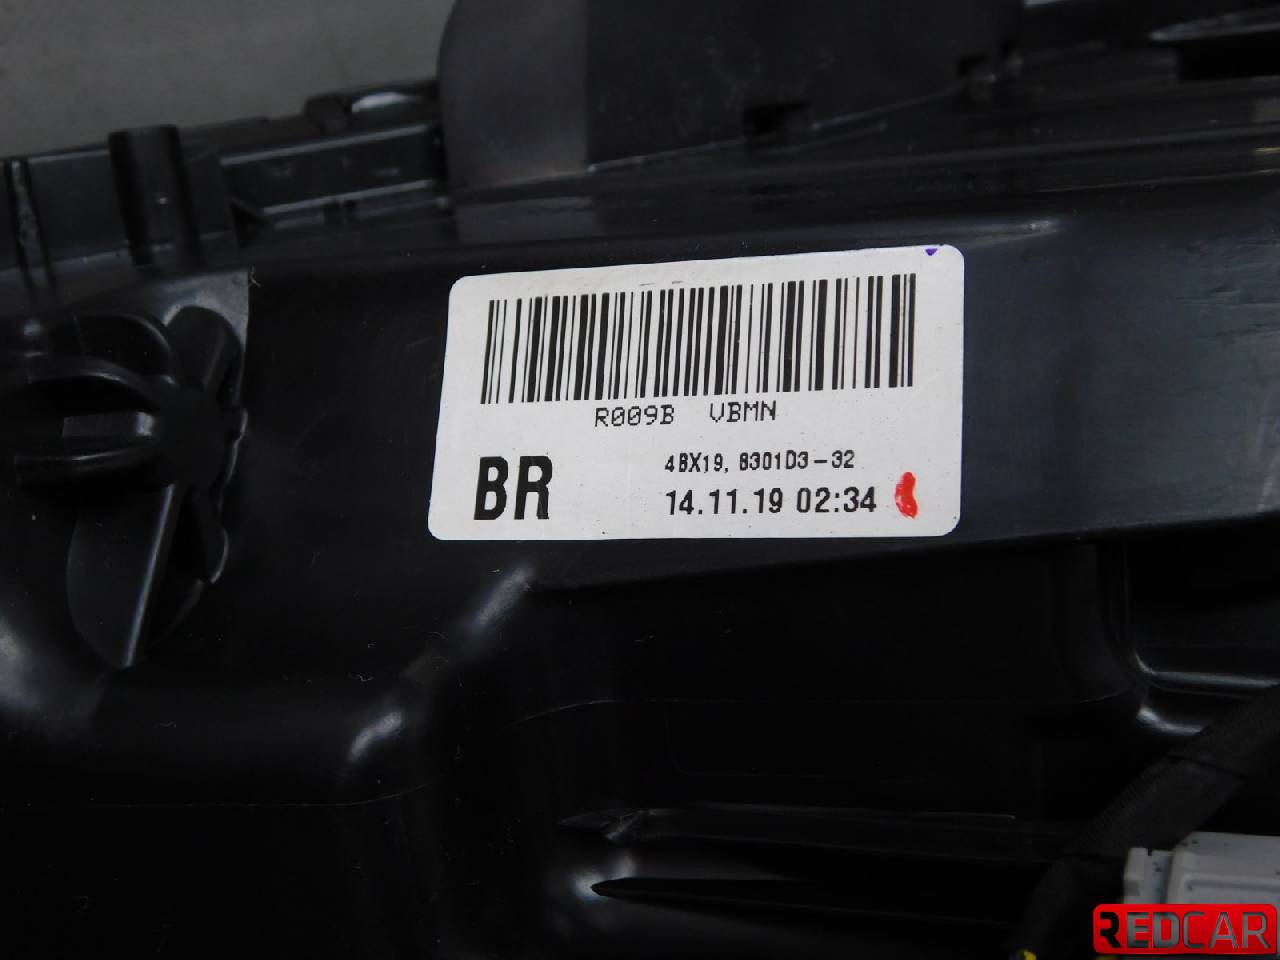 R009B VBMN
BR
4BX19, 8301D3-32
14.11.19 02:34
REDCAR